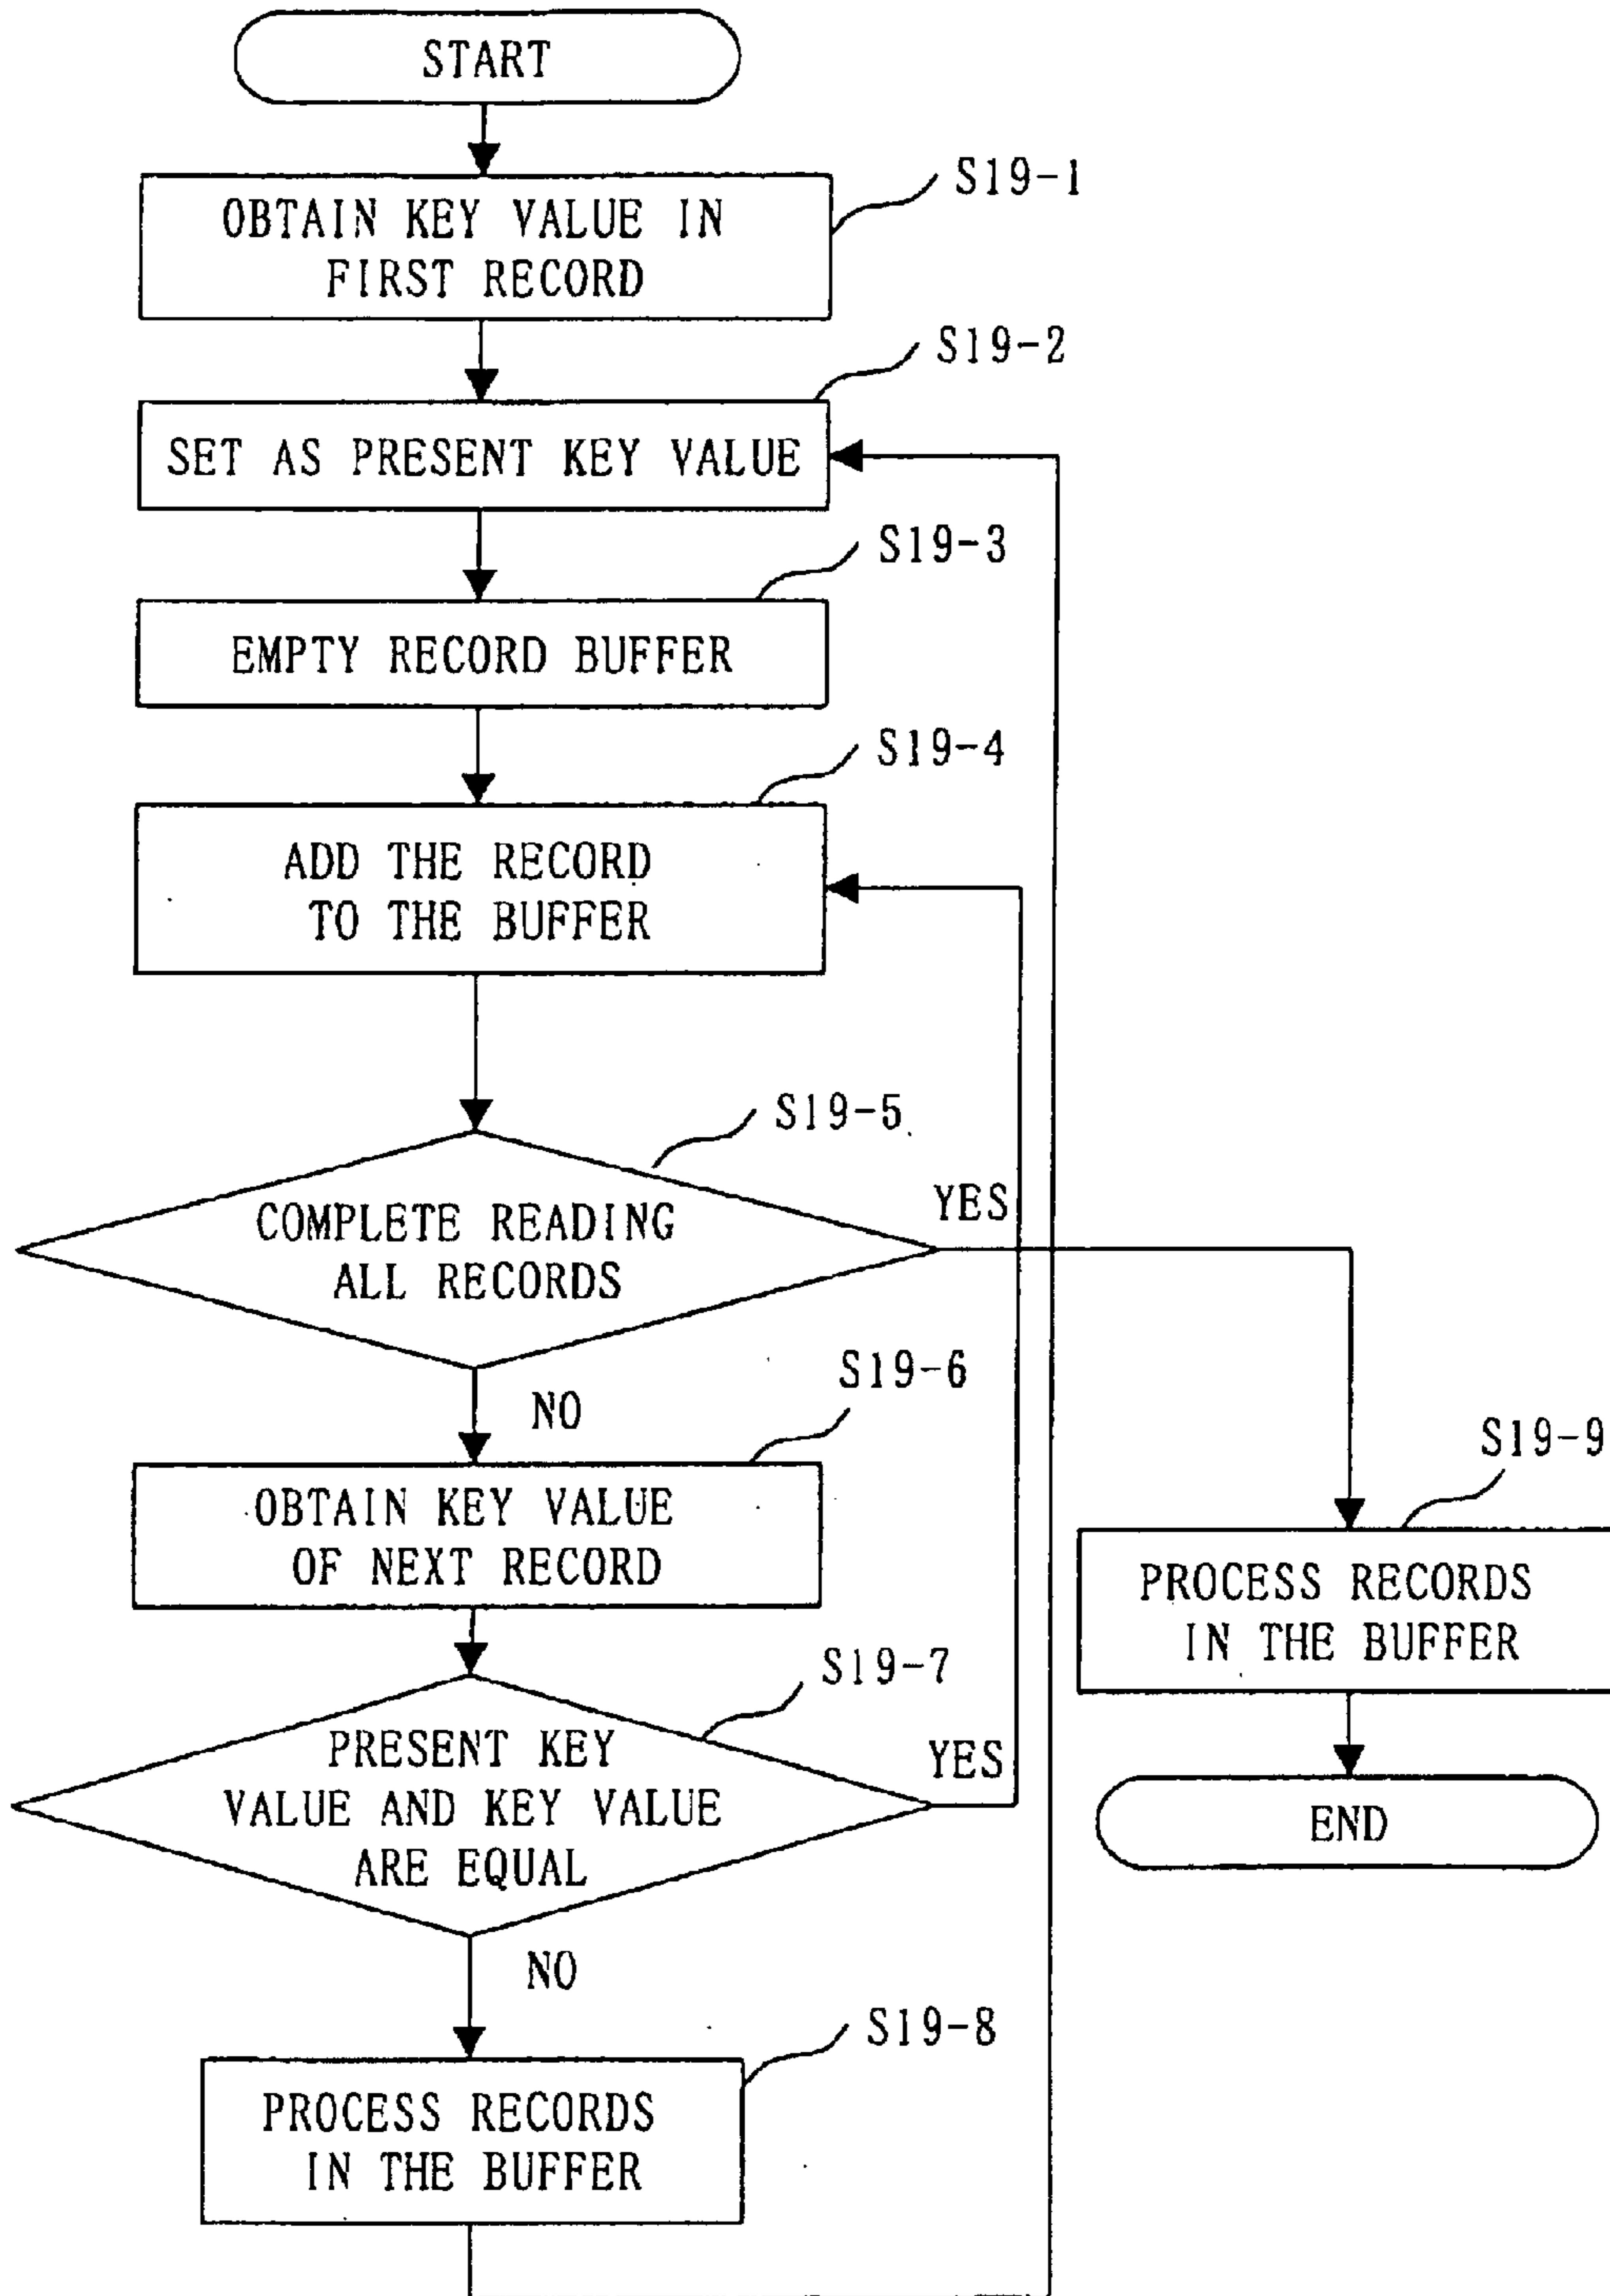 START
S19-1
OBTAIN KEY VALUE IN
FIRST RECORD
S19-2
SET AS PRESENT KEY VALUE
S19-3
EMPTY RECORD BUFFER
S19-4
ADD THE RECORD
TO THE BUFFER
S19-5
COMPLETE READING
ALL RECORDS
YES
NO
S19-6
OBTAIN KEY VALUE
OF NEXT RECORD
S19-7
PRESENT KEY
VALUE AND KEY VALUE
ARE EQUAL
YES
NO
S19-8
PROCESS RECORDS
IN THE BUFFER
S19-9
PROCESS RECORDS
IN THE BUFFER
END